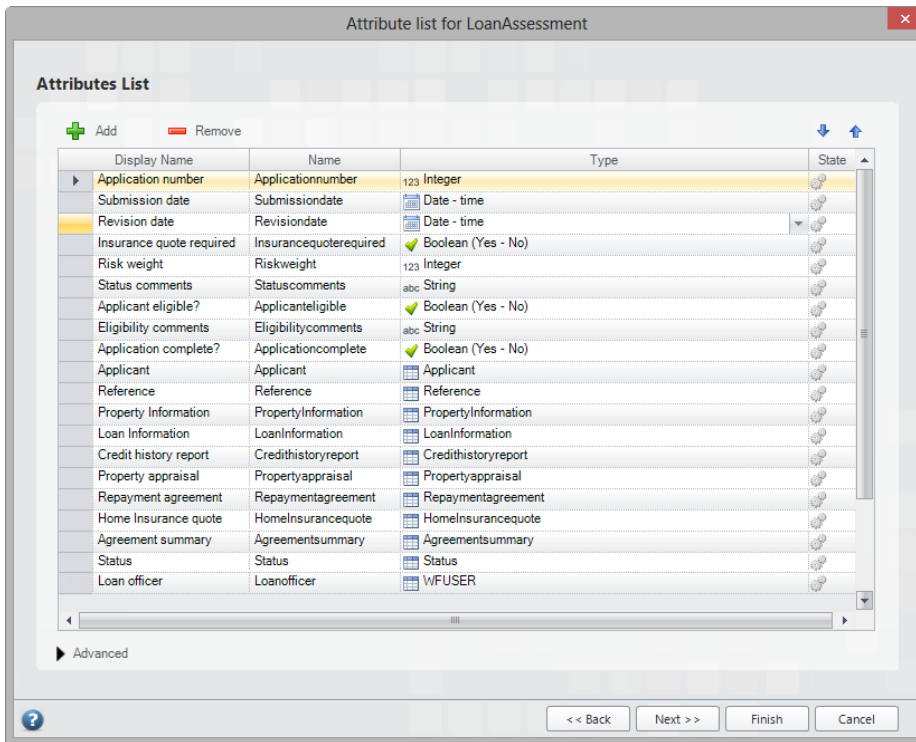 Attribute list for LoanAssessment
Attributes List
Add Remove
Display Name Name Type State
Application number Applicationnumber 123 Integer
Submission date Submissiondate Date - time
Revision date Revisiondate Date - time
Insurance quote required Insurancequoterequired Boolean (Yes - No)
Risk weight Riskweight 123 Integer
Status comments Statuscomments abc String
Applicant eligible? Applicanteligible Boolean (Yes - No)
Eligibility comments Eligibilitycomments abc String
Application complete? Applicationcomplete Boolean (Yes - No)
Applicant Applicant Applicant
Reference Reference Reference
Property Information PropertyInformation PropertyInformation
Loan Information LoanInformation LoanInformation
Credit history report Credithistoryreport Credithistoryreport
Property appraisal Propertyappraisal Propertyappraisal
Repayment agreement Repaymentagreement Repaymentagreement
Home Insurance quote HomeInsurancequote HomeInsurancequote
Agreement summary Agreementsummary Agreementsummary
Status Status Status
Loan officer Loanofficer WFUSER
Advanced
? << Back Next >> Finish Cancel